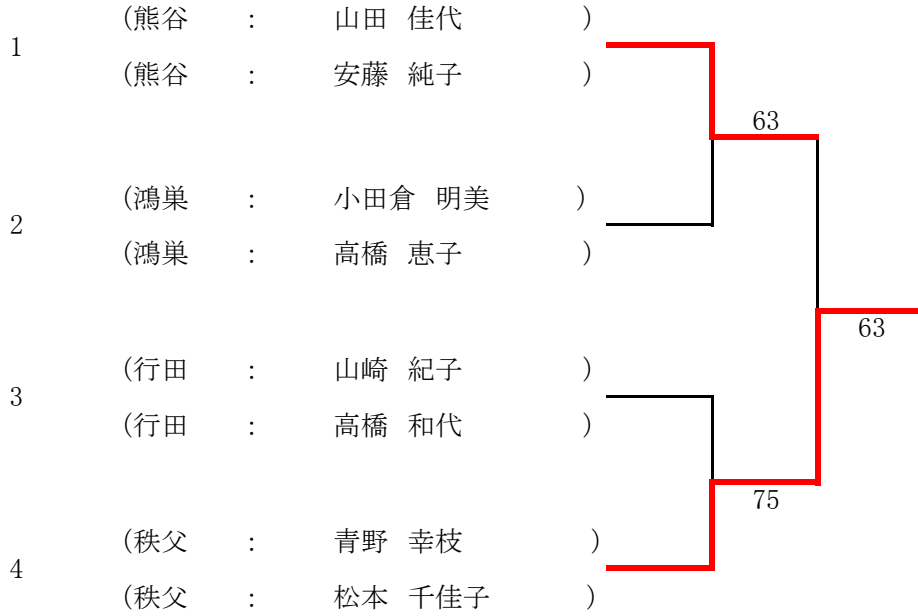 (熊谷 : 山田 佳代 )
1
(熊谷 : 安藤 純子 )
63
(鴻巣 : 小田倉 明美 )
2
(鴻巣 : 高橋 恵子 )
63
(行田 : 山崎 紀子 )
3
(行田 : 高橋 和代 )
75
(秩父 : 青野 幸枝 )
4
(秩父 : 松本 千佳子 )